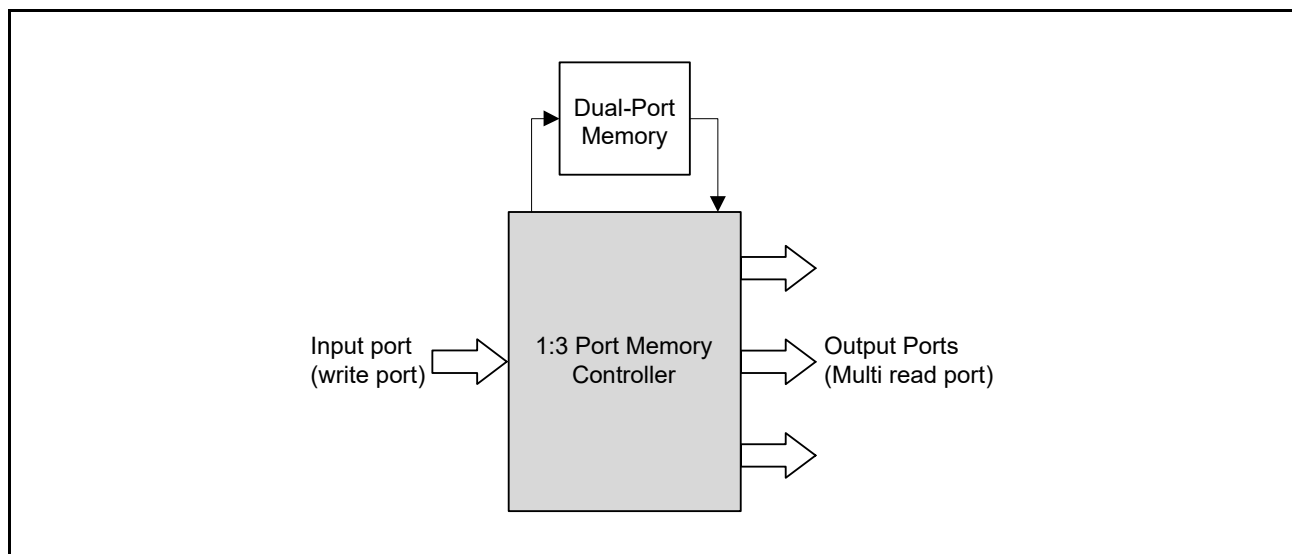 Dual-Port
Memory
Input port
(write port)
1:3 Port Memory
Controller
Output Ports
(Multi read port)